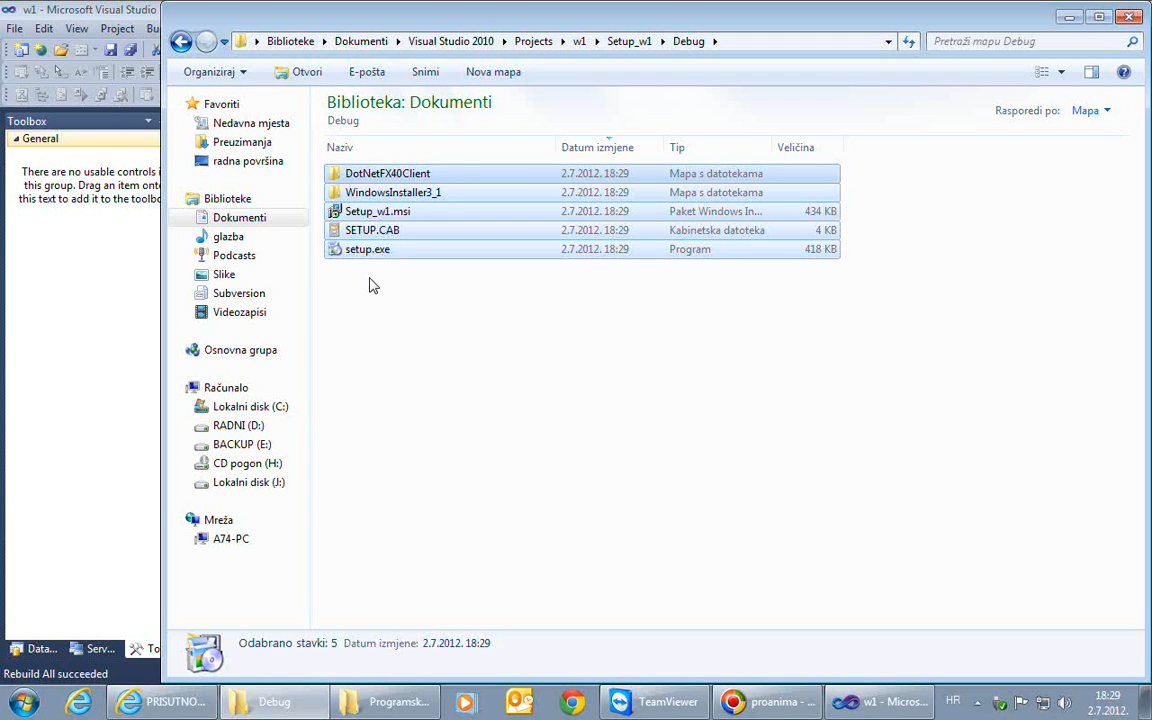 w1 - Microsoft Visual Studio
File Edit View Project Bu
Toolbox
General
There are no usable controls i
this group. Drag an item onto
this text to add it to the toolbo
Data... Serv... To
Rebuild All succeeded
Biblioteke Dokumenti Visual Studio 2010 Projects w1 Setup_w1 Debug
Pretraži mapu Debug
Organiziraj Otvori E-pošta Snimi Nova mapa
Favoriti
Nedavna mjesta
Preuzimanja
radna površina
Biblioteke
Dokumenti
glazba
Podcasts
Slike
Subversion
Videozapisi
Osnovna grupa
Računalo
Lokalni disk (C:)
RADNI (D:)
BACKUP (E:)
CD pogon (H:)
Lokalni disk (J:)
Mreža
A74-PC
Biblioteka: Dokumenti
Debug
Rasporedi po: Mapa
Naziv Datum izmjene Tip Veličina
DotNetFX40Client 2.7.2012. 18:29 Mapa s datotekama
WindowsInstaller3_1 2.7.2012. 18:29 Mapa s datotekama
Setup_w1.msi 2.7.2012. 18:29 Paket Windows In... 434 KB
SETUP.CAB 2.7.2012. 18:29 Kabinetska datoteka 4 KB
setup.exe 2.7.2012. 18:29 Program 418 KB
Odabrano stavki: 5 Datum izmjene: 2.7.2012. 18:29
PRISUTNO... Debug Programsk... TeamViewer proanima - ... w1 - Micros... HR
18:29
2.7.2012.